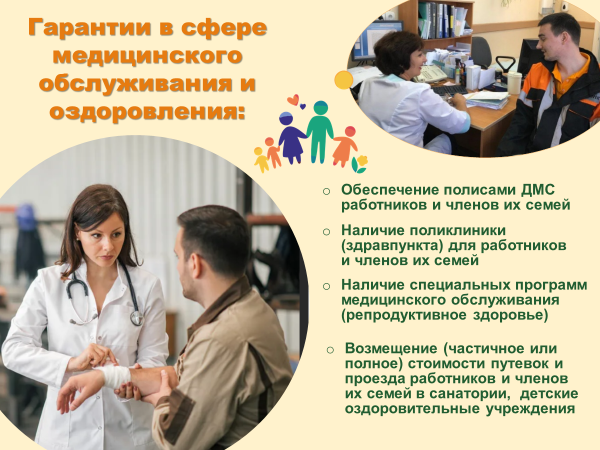 Гарантии в сфере
медицинского
обслуживания и
оздоровления:
○ Обеспечение полисами ДМС
работников и членов их семей
○ Наличие поликлиники
(здравпункта) для работников
и членов их семей
○ Наличие специальных программ
медицинского обслуживания
(репродуктивное здоровье)
○ Возмещение (частичное или
полное) стоимости путевок и
проезда работников и членов
их семей в санатории, детские
оздоровительные учреждения